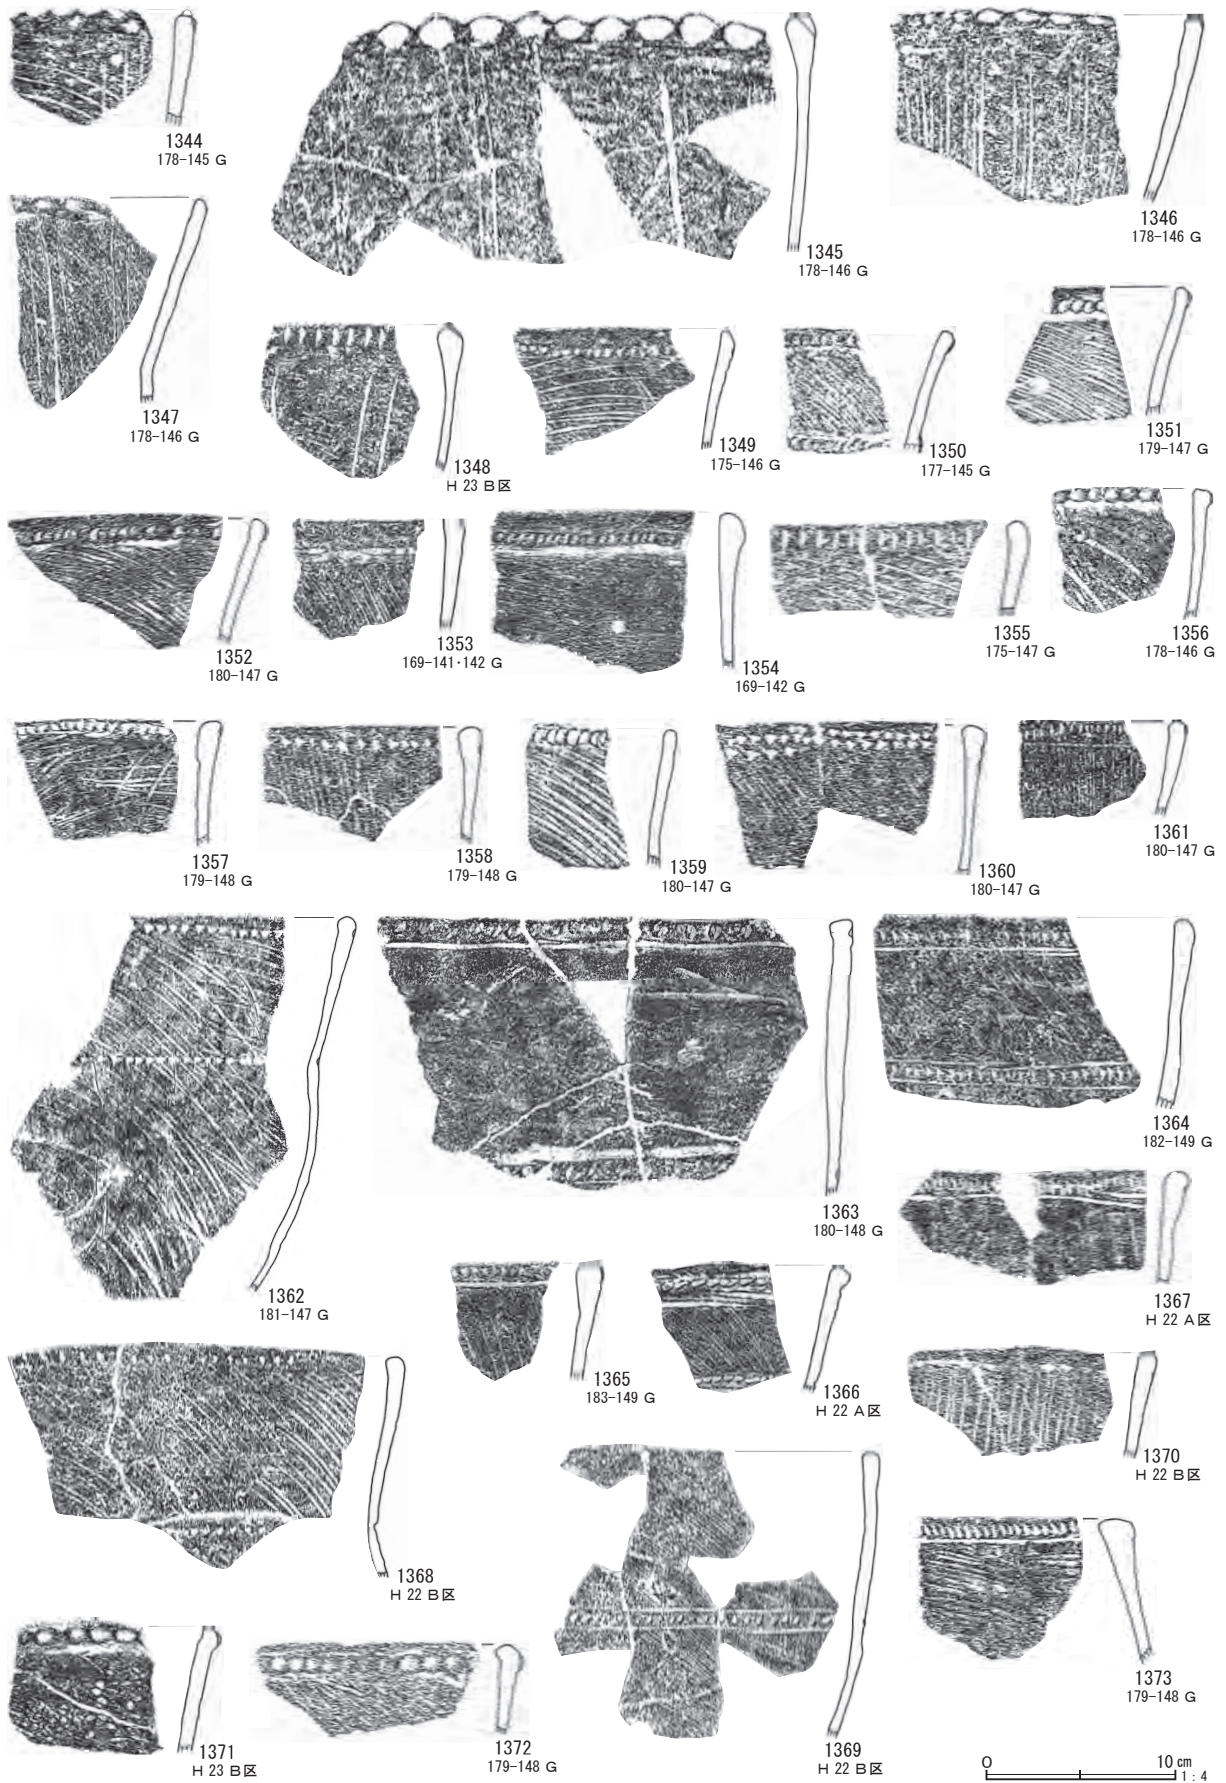 1344
178-145 G
1345
178-146 G
1346
178-146 G
1347
178-146 G
1348
H 23 B区
1349
175-146 G
1350
177-145 G
1351
179-147 G
1352
180-147 G
1353
169-141・142 G
1354
169-142 G
1355
175-147 G
1356
178-146 G
1357
179-148 G
1358
179-148 G
1359
180-147 G
1360
180-147 G
1361
180-147 G
1362
181-147 G
1363
180-148 G
1364
182-149 G
1365
183-149 G
1366
H 22 A区
1367
H 22 A区
1368
H 22 B区
1369
H 22 B区
1370
H 22 B区
1371
H 23 B区
1372
179-148 G
1373
179-148 G
0 10 cm
1 : 4